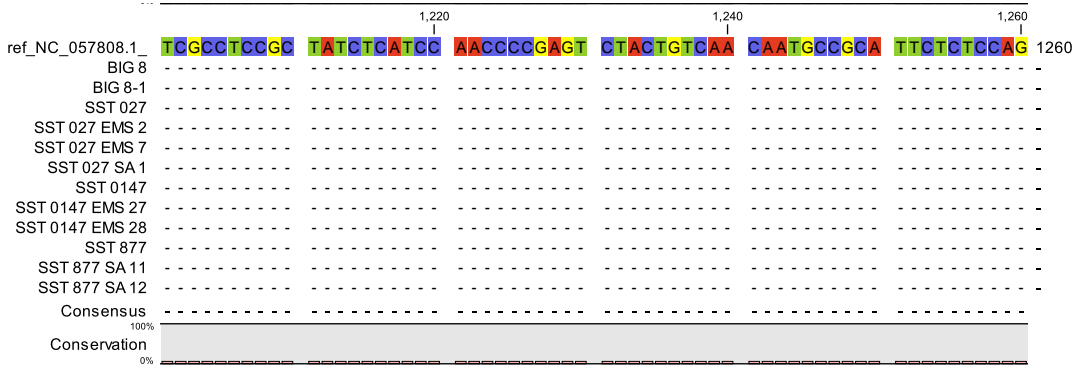 1,220 1,240 1,260
ref_NC_057808.1_ TCGCCTCCGC TATCTCATCC AACCCCGAGT CTACTGTCAA CAATGCCGCA TTCTCTCCAG 1260
BIG 8 - - - - - - - - - - - - - - - - - - - - - - - - - - - - - - - - - - - - - - - - - - - - - - - - - - - - - - - - - - - - -
BIG 8-1 - - - - - - - - - - - - - - - - - - - - - - - - - - - - - - - - - - - - - - - - - - - - - - - - - - - - - - - - - - - - -
SST 027 - - - - - - - - - - - - - - - - - - - - - - - - - - - - - - - - - - - - - - - - - - - - - - - - - - - - - - - - - - - - -
SST 027 EMS 2 - - - - - - - - - - - - - - - - - - - - - - - - - - - - - - - - - - - - - - - - - - - - - - - - - - - - - - - - - - - - -
SST 027 EMS 7 - - - - - - - - - - - - - - - - - - - - - - - - - - - - - - - - - - - - - - - - - - - - - - - - - - - - - - - - - - - - -
SST 027 SA 1 - - - - - - - - - - - - - - - - - - - - - - - - - - - - - - - - - - - - - - - - - - - - - - - - - - - - - - - - - - - - -
SST 0147 - - - - - - - - - - - - - - - - - - - - - - - - - - - - - - - - - - - - - - - - - - - - - - - - - - - - - - - - - - - - -
SST 0147 EMS 27 - - - - - - - - - - - - - - - - - - - - - - - - - - - - - - - - - - - - - - - - - - - - - - - - - - - - - - - - - - - - -
SST 0147 EMS 28 - - - - - - - - - - - - - - - - - - - - - - - - - - - - - - - - - - - - - - - - - - - - - - - - - - - - - - - - - - - - -
SST 877 - - - - - - - - - - - - - - - - - - - - - - - - - - - - - - - - - - - - - - - - - - - - - - - - - - - - - - - - - - - - -
SST 877 SA 11 - - - - - - - - - - - - - - - - - - - - - - - - - - - - - - - - - - - - - - - - - - - - - - - - - - - - - - - - - - - - -
SST 877 SA 12 - - - - - - - - - - - - - - - - - - - - - - - - - - - - - - - - - - - - - - - - - - - - - - - - - - - - - - - - - - - - -
Consensus - - - - - - - - - - - - - - - - - - - - - - - - - - - - - - - - - - - - - - - - - - - - - - - - - - - - - - - - - - - -
100%
Conservation
0%